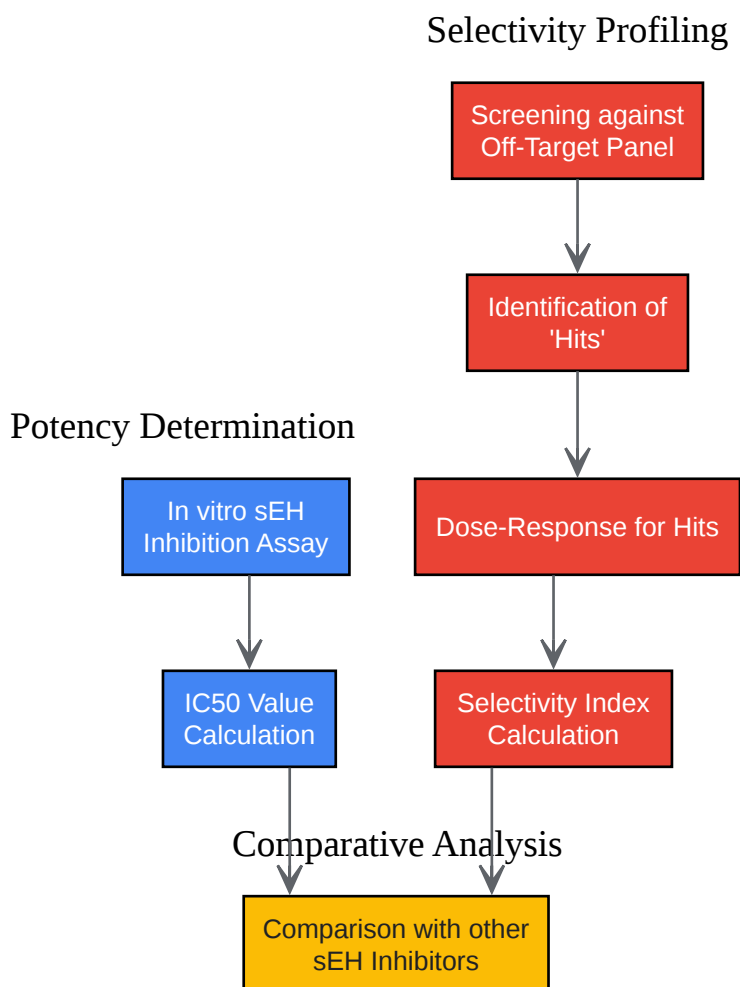 Selectivity Profiling
Screening against
Off-Target Panel
Identification of
'Hits'
Potency Determination
In vitro sEH
Inhibition Assay
Dose-Response for Hits
IC50 Value
Calculation
Selectivity Index
Calculation
Comparative Analysis
Comparison with other
sEH Inhibitors